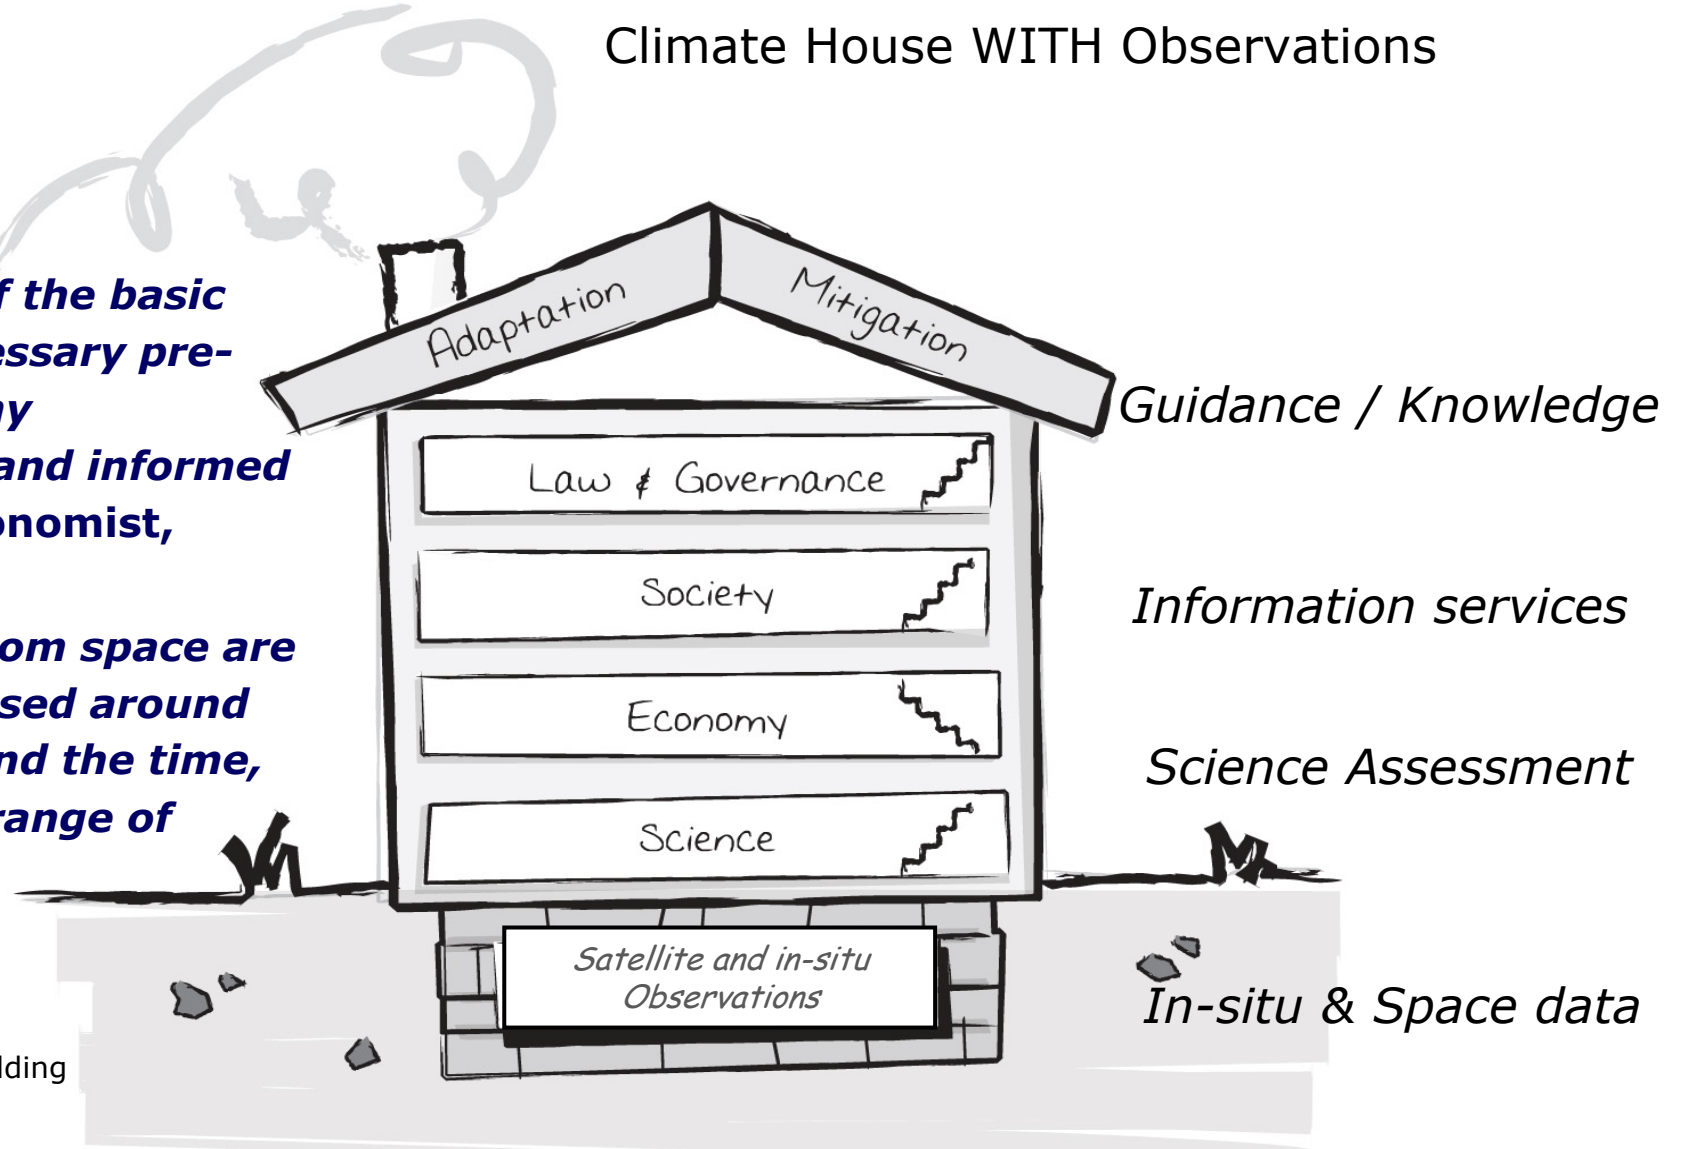 Climate House WITH Observations
f the basic
essary pre-
ny
and informed
onomist,
om space are
sed around
nd the time,
range of
lding
Adaptation
Mitigation
Law & Governance
Society
Economy
Science
Satellite and in-situ
Observations
Guidance / Knowledge
Information services
Science Assessment
In-situ & Space data